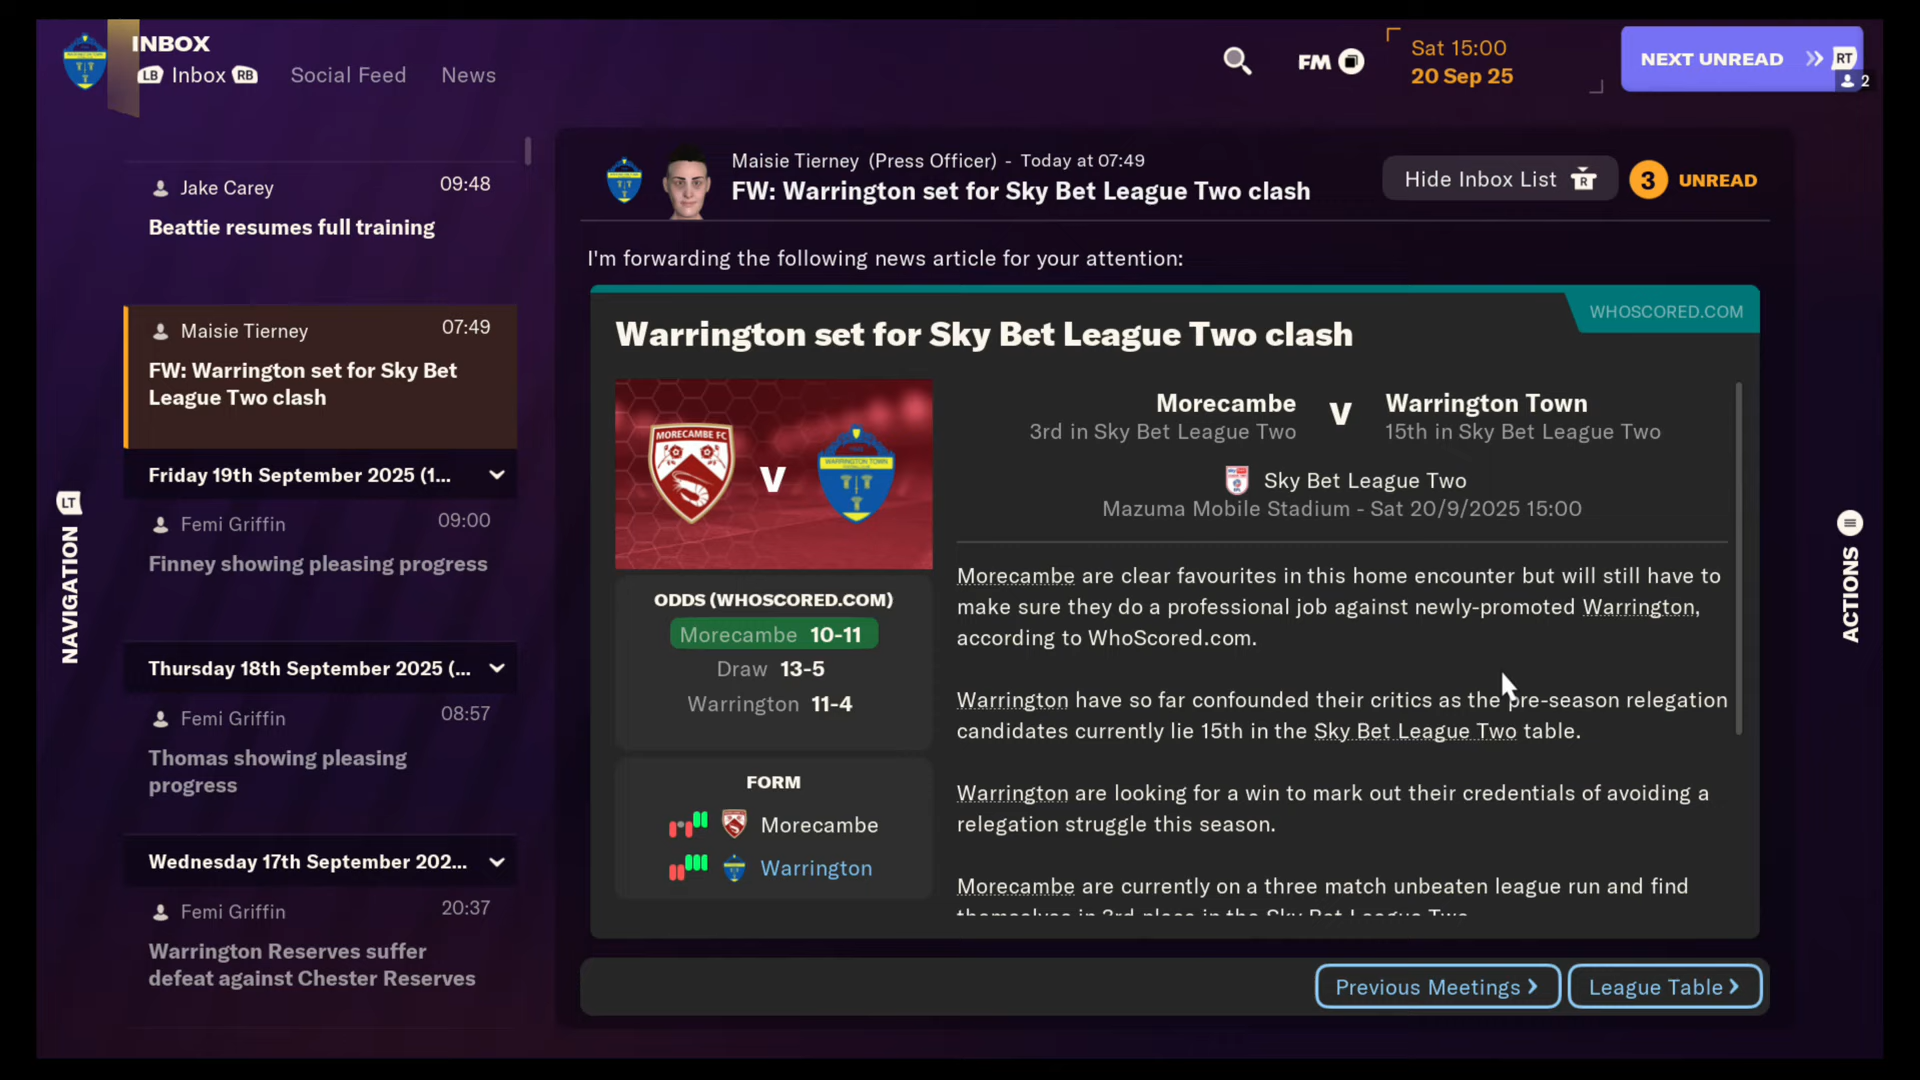 INBOX
LB Inbox RB Social Feed News
FM
Sat 15:00
20 Sep 25
NEXT UNREAD RT
2
Jake Carey 09:48
Beattie resumes full training
Maisie Tierney 07:49
FW: Warrington set for Sky Bet
League Two clash
Friday 19th September 2025 (1...
Femi Griffin 09:00
Finney showing pleasing progress
Thursday 18th September 2025 (...
Femi Griffin 08:57
Thomas showing pleasing
progress
Wednesday 17th September 202...
Femi Griffin 20:37
Warrington Reserves suffer
defeat against Chester Reserves
LT
NAVIGATION
Maisie Tierney (Press Officer) - Today at 07:49
FW: Warrington set for Sky Bet League Two clash
Hide Inbox List R
3 UNREAD
I'm forwarding the following news article for your attention:
WHOSCORED.COM
Warrington set for Sky Bet League Two clash
MORECAMBE FC
V
WARRINGTON TOWN
Morecambe V Warrington Town
3rd in Sky Bet League Two 15th in Sky Bet League Two
Sky Bet League Two
Mazuma Mobile Stadium - Sat 20/9/2025 15:00
ODDS (WHOSCORED.COM)
Morecambe 10-11
Draw 13-5
Warrington 11-4
FORM
Morecambe
Warrington
Morecambe are clear favourites in this home encounter but will still have to
make sure they do a professional job against newly-promoted Warrington,
according to WhoScored.com.
Warrington have so far confounded their critics as the pre-season relegation
candidates currently lie 15th in the Sky Bet League Two table.
Warrington are looking for a win to mark out their credentials of avoiding a
relegation struggle this season.
Morecambe are currently on a three match unbeaten league run and find
themselves in 3rd place in the Sky Bet League Two.
Previous Meetings
League Table
ACTIONS